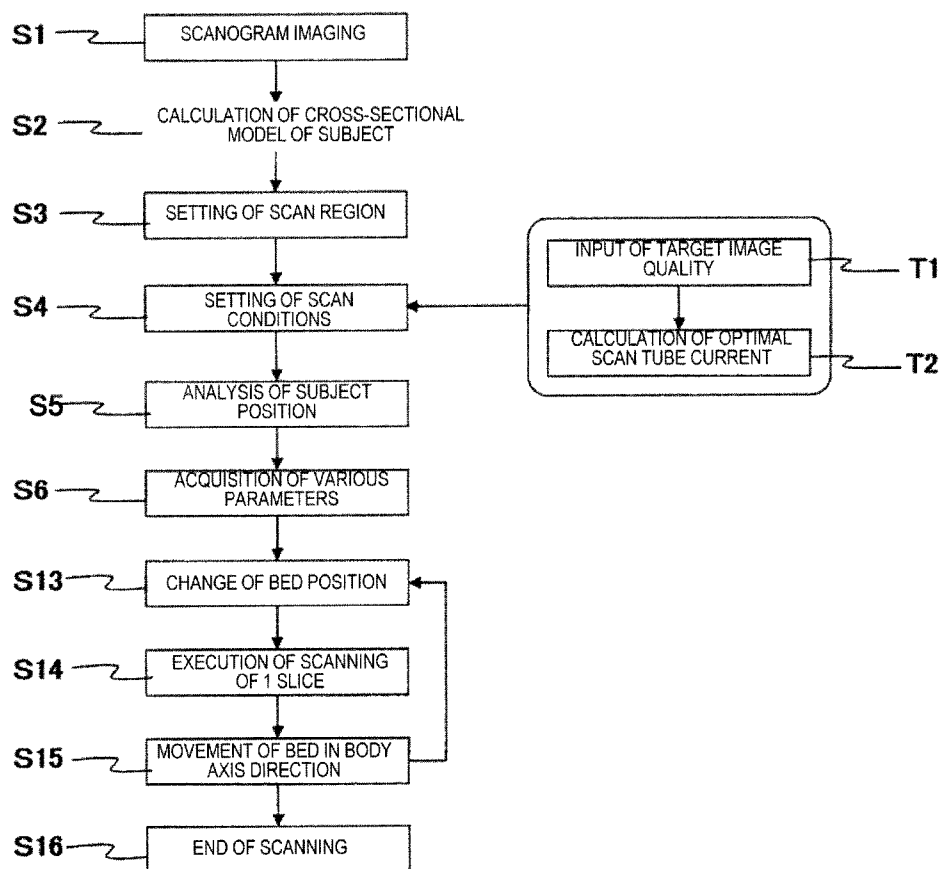 S1
SCANOGRAM IMAGING
S2
CALCULATION OF CROSS-SECTIONAL
MODEL OF SUBJECT
S3
SETTING OF SCAN REGION
INPUT OF TARGET IMAGE
QUALITY
T1
S4
SETTING OF SCAN
CONDITIONS
CALCULATION OF OPTIMAL
SCAN TUBE CURRENT
T2
S5
ANALYSIS OF SUBJECT
POSITION
S6
ACQUISITION OF VARIOUS
PARAMETERS
S13
CHANGE OF BED POSITION
S14
EXECUTION OF SCANNING
OF 1 SLICE
S15
MOVEMENT OF BED IN BODY
AXIS DIRECTION
S16
END OF SCANNING